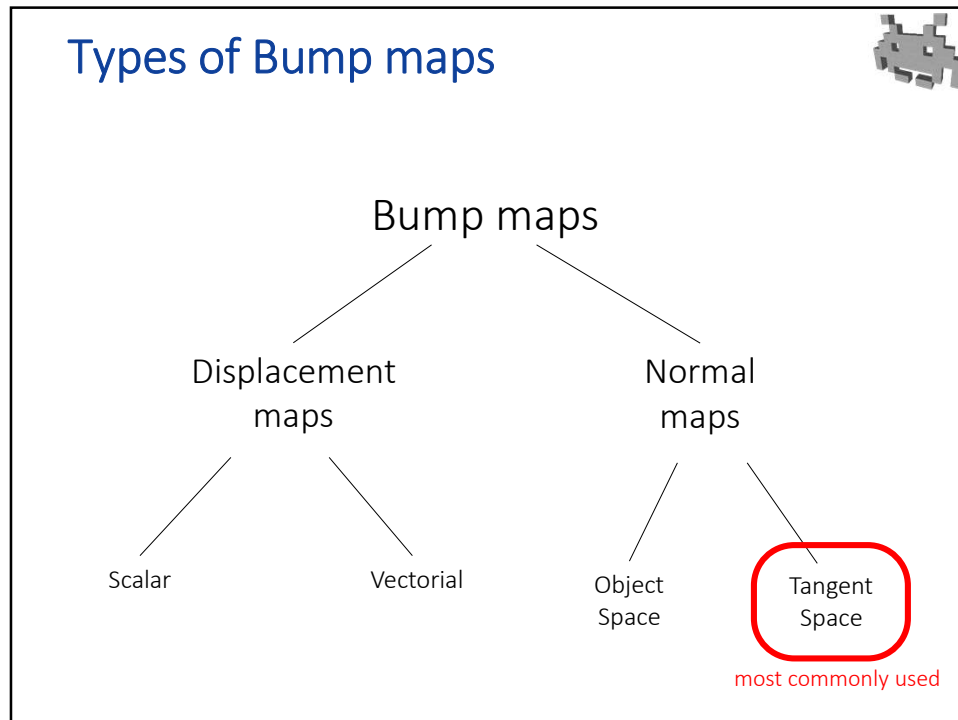 Types of Bump maps
Bump maps
Displacement
maps
Normal
maps
Scalar
Vectorial
Object
Space
Tangent
Space
most commonly used